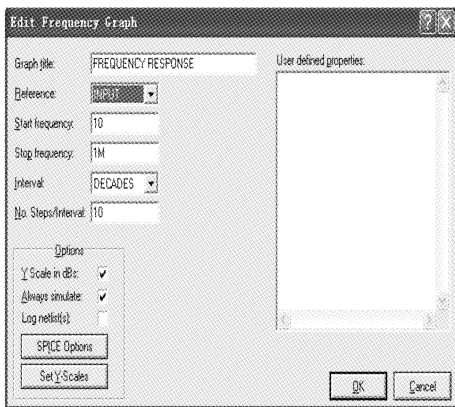 Edit Frequency Graph
Graph title: FREQUENCY RESPONSE
User defined properties:
Reference: INPUT
Start frequency: 10
Stop frequency: 1M
Interval: DECADES
No. Steps/Interval: 10
Options
Y Scale in dBs:
Always simulate:
Log netlist(s):
SPICE Options
Set Y-Scales
OK
Cancel